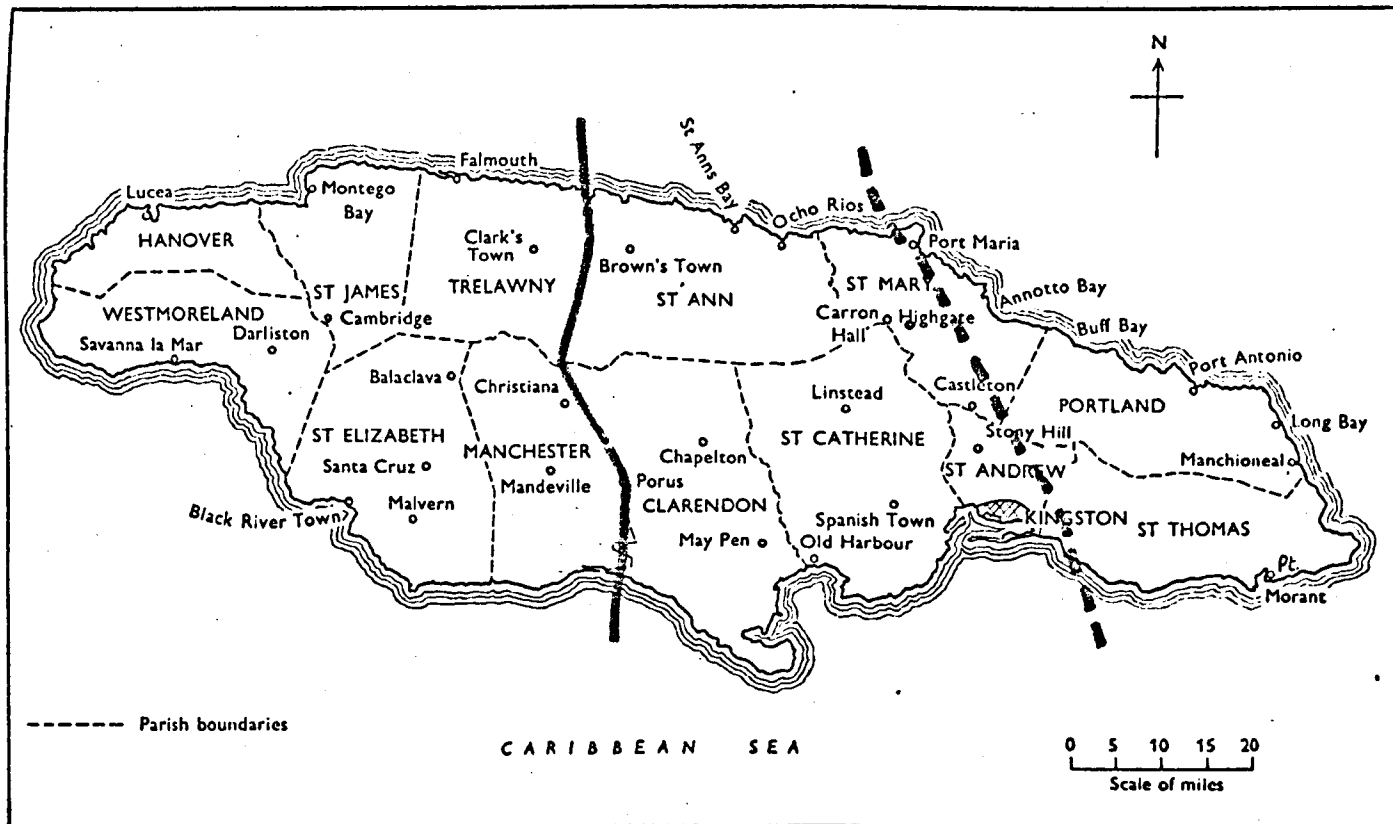 N
St Anns Bay
Falmouth
Lucea
Montego
Bay
Ocho Rios
HANOVER
Clark's
Town
Brown's Town
Port Maria
ST JAMES
TRELAWNY
ST ANN
ST MARY
Annotto Bay
WESTMORELAND
Cambridge
Carron
Hall
Highgate
Buff Bay
Darliston
Savanna la Mar
Port Antonio
Balaclava
Christiana
Linstead
Castleton
PORTLAND
Long Bay
ST ELIZABETH
MANCHESTER
ST CATHERINE
Stony Hill
Santa Cruz
Mandeville
Chapelton
ST ANDREW
Manchioneal
Porus
Malvern
CLARENDON
Black River Town
Spanish Town
KINGSTON
ST THOMAS
May Pen
Old Harbour
Pt.
Morant
Parish boundaries
CARIBBEAN SEA
0 5 10 15 20
Scale of miles